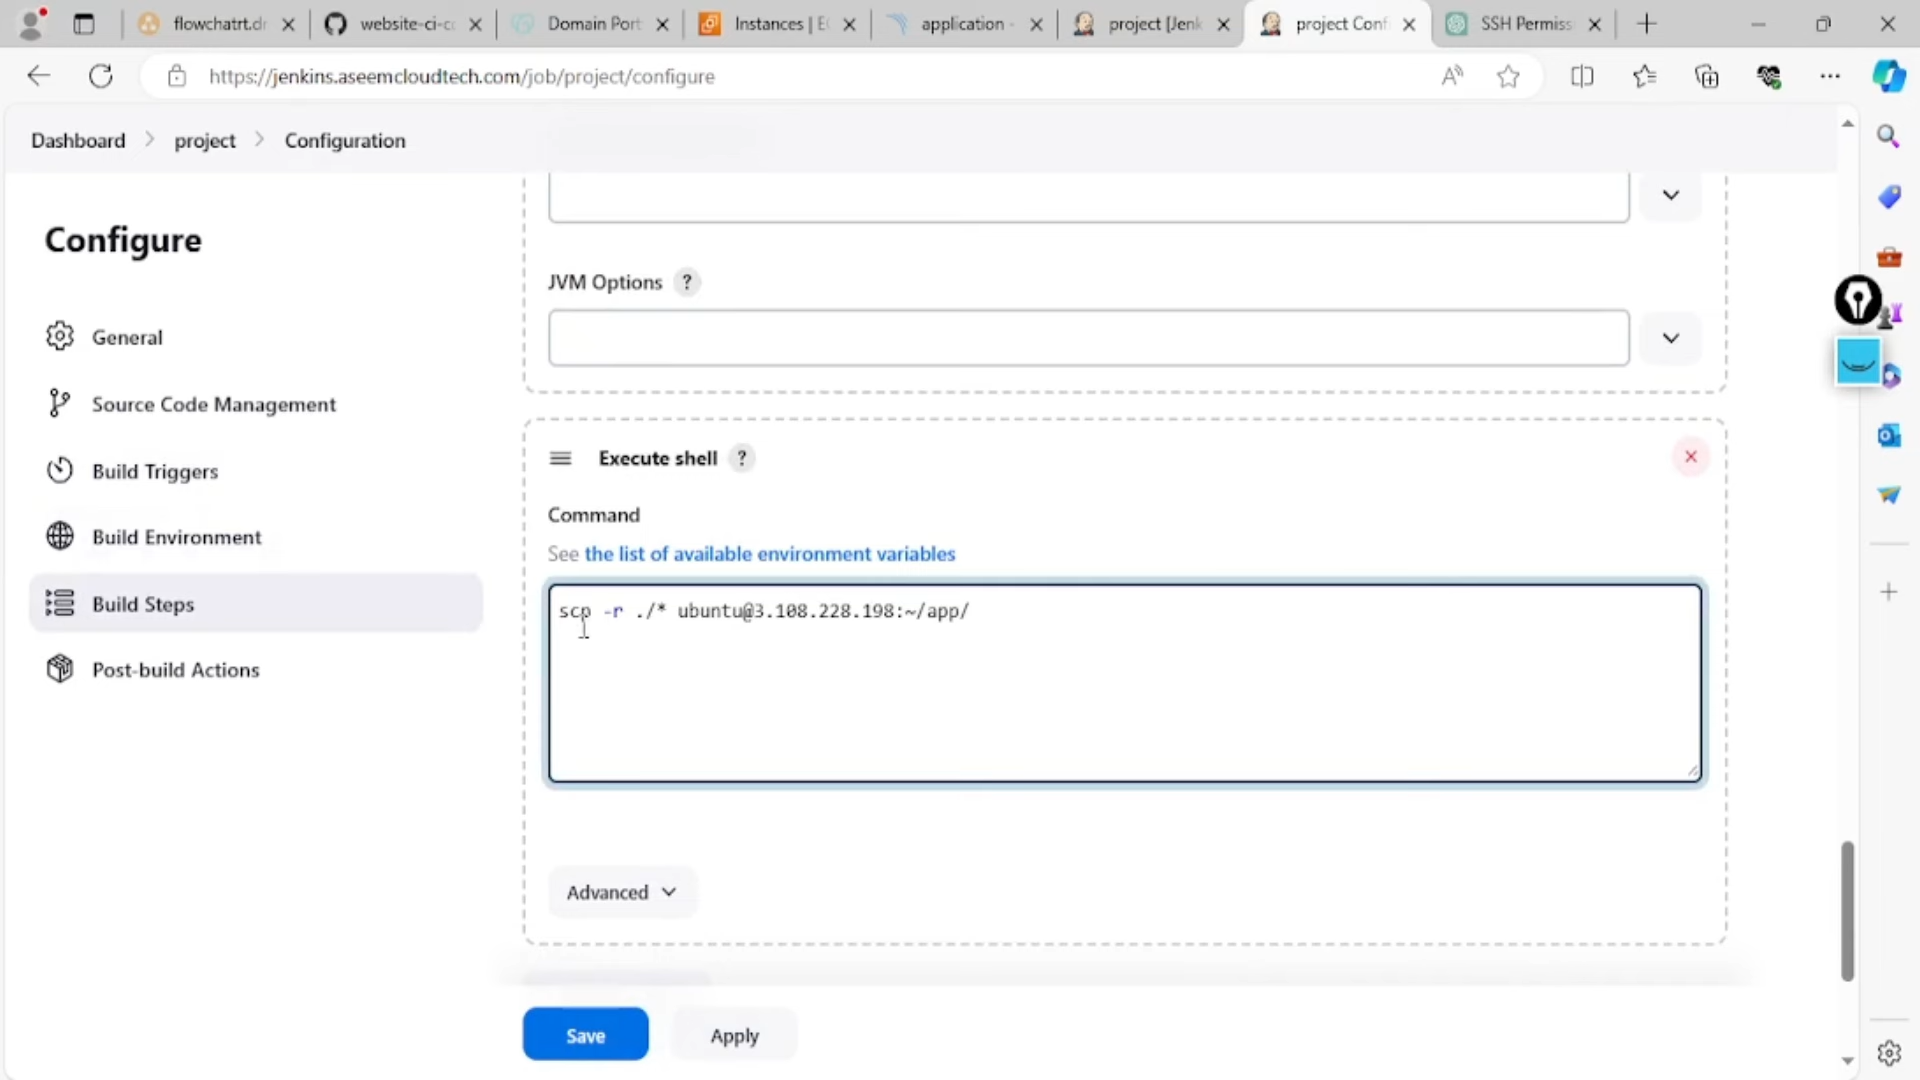 flowchatrt.dr
website-ci-cc
Domain Port
Instances | E
application -
project [Jenk
project Confi
SSH Permiss
https://jenkins.aseemcloudtech.com/job/project/configure
Dashboard > project > Configuration
Configure
General
Source Code Management
Build Triggers
Build Environment
Build Steps
Post-build Actions
JVM Options ?
Execute shell ?
Command
See the list of available environment variables
scp -r ./* ubuntu@3.108.228.198:~/app/
Advanced
Save
Apply